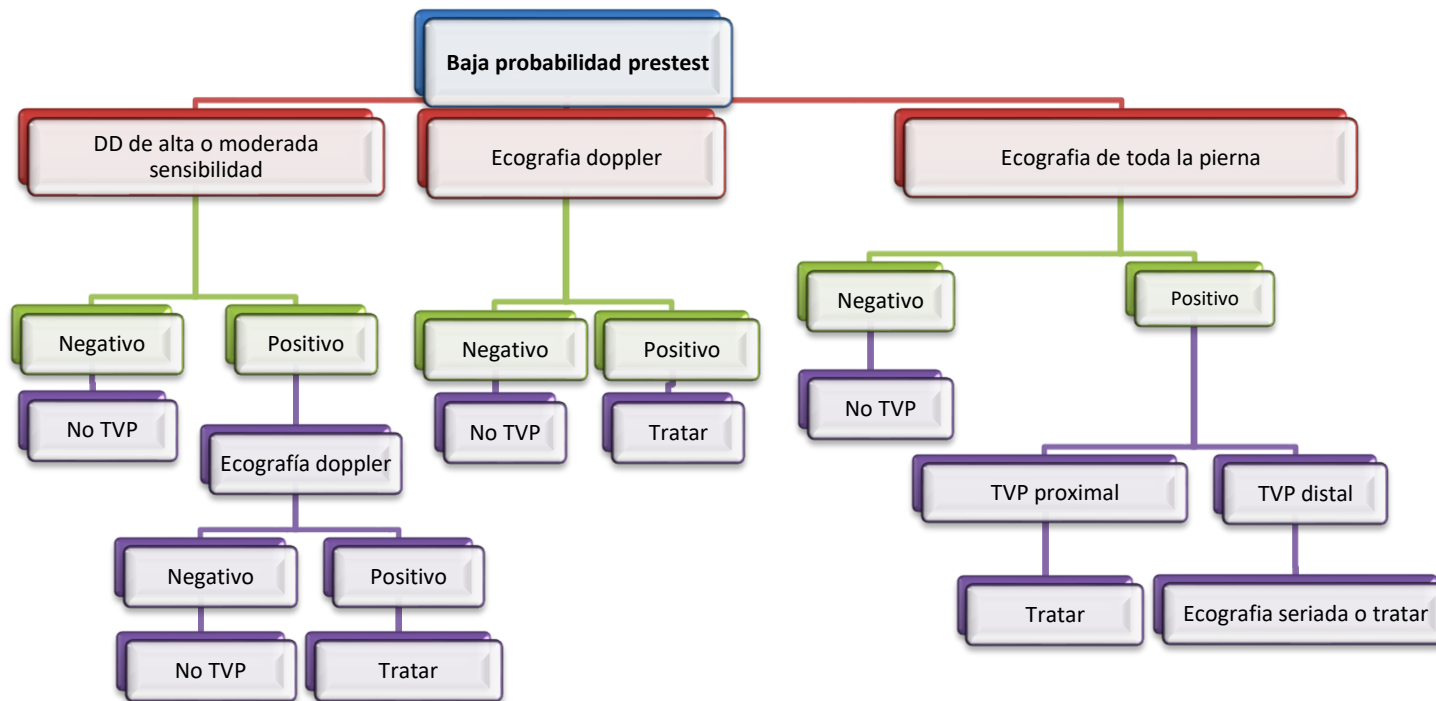 Baja probabilidad prestest
DD de alta o moderada
sensibilidad
Ecografia doppler
Ecografia de toda la pierna
Negativo
Positivo
Negativo
Positivo
Negativo
Positivo
No TVP
Ecografía doppler
No TVP
Tratar
No TVP
TVP proximal
TVP distal
Negativo
Positivo
Tratar
Ecografia seriada o tratar
No TVP
Tratar